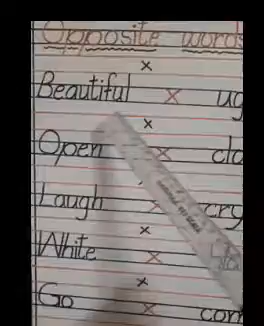 Opposite words
× 
Beautiful × ug
×
Open × clo
Laugh × cry
×
White ×
×
Go × com